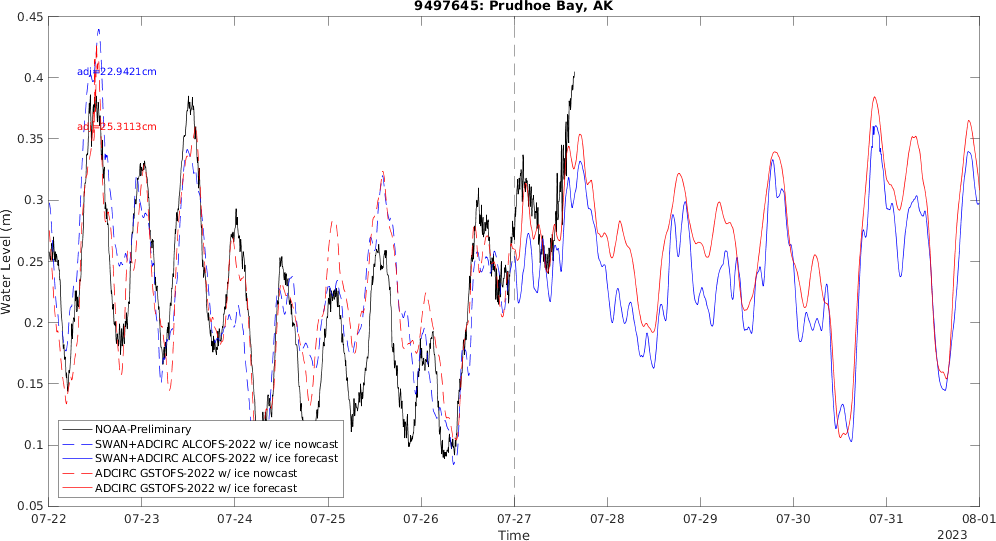 9497645: Prudhoe Bay, AK
0.45
0.4
0.35
0.3
0.25
0.2
0.15
0.1
0.05
Water Level (m)
adj=22.9421cm
adj=25.3113cm
NOAA-Preliminary
SWAN+ADCIRC ALCOFS-2022 w/ ice nowcast
SWAN+ADCIRC ALCOFS-2022 w/ ice forecast
ADCIRC GSTOFS-2022 w/ ice nowcast
ADCIRC GSTOFS-2022 w/ ice forecast
07-22 07-23 07-24 07-25 07-26 07-27 07-28 07-29 07-30 07-31 08-01
Time
2023